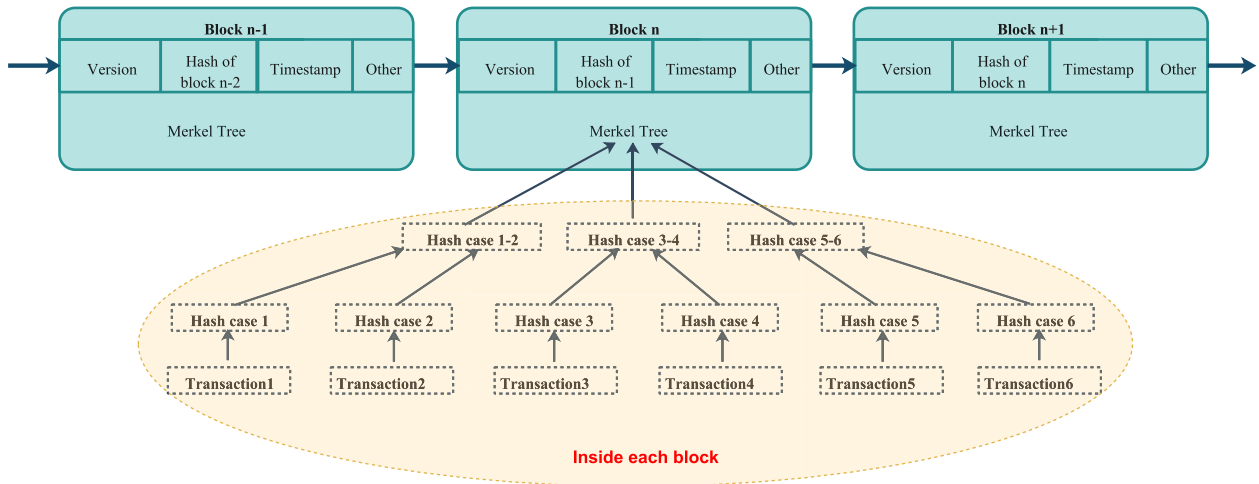 Block n-1
Block n
Block n+1
Version
Hash of
block n-2
Timestamp
Other
Version
Hash of
block n-1
Timestamp
Other
Version
Hash of
block n
Timestamp
Other
Merkel Tree
Merkel Tree
Merkel Tree
Hash case 1-2
Hash case 3-4
Hash case 5-6
Hash case 1
Hash case 2
Hash case 3
Hash case 4
Hash case 5
Hash case 6
Transaction1
Transaction2
Transaction3
Transaction4
Transaction5
Transaction6
Inside each block